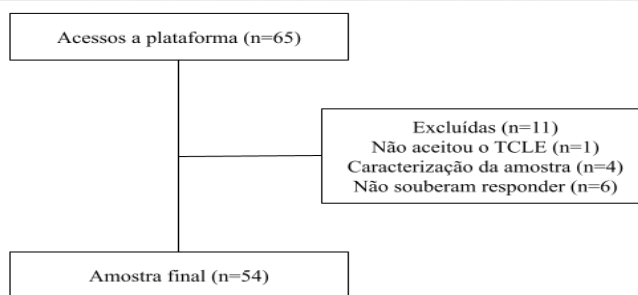 Acessos a plataforma (n=65)
Excluídas (n=11)
Não aceitou o TCLE (n=1)
Caracterização da amostra (n=4)
Não souberam responder (n=6)
Amostra final (n=54)